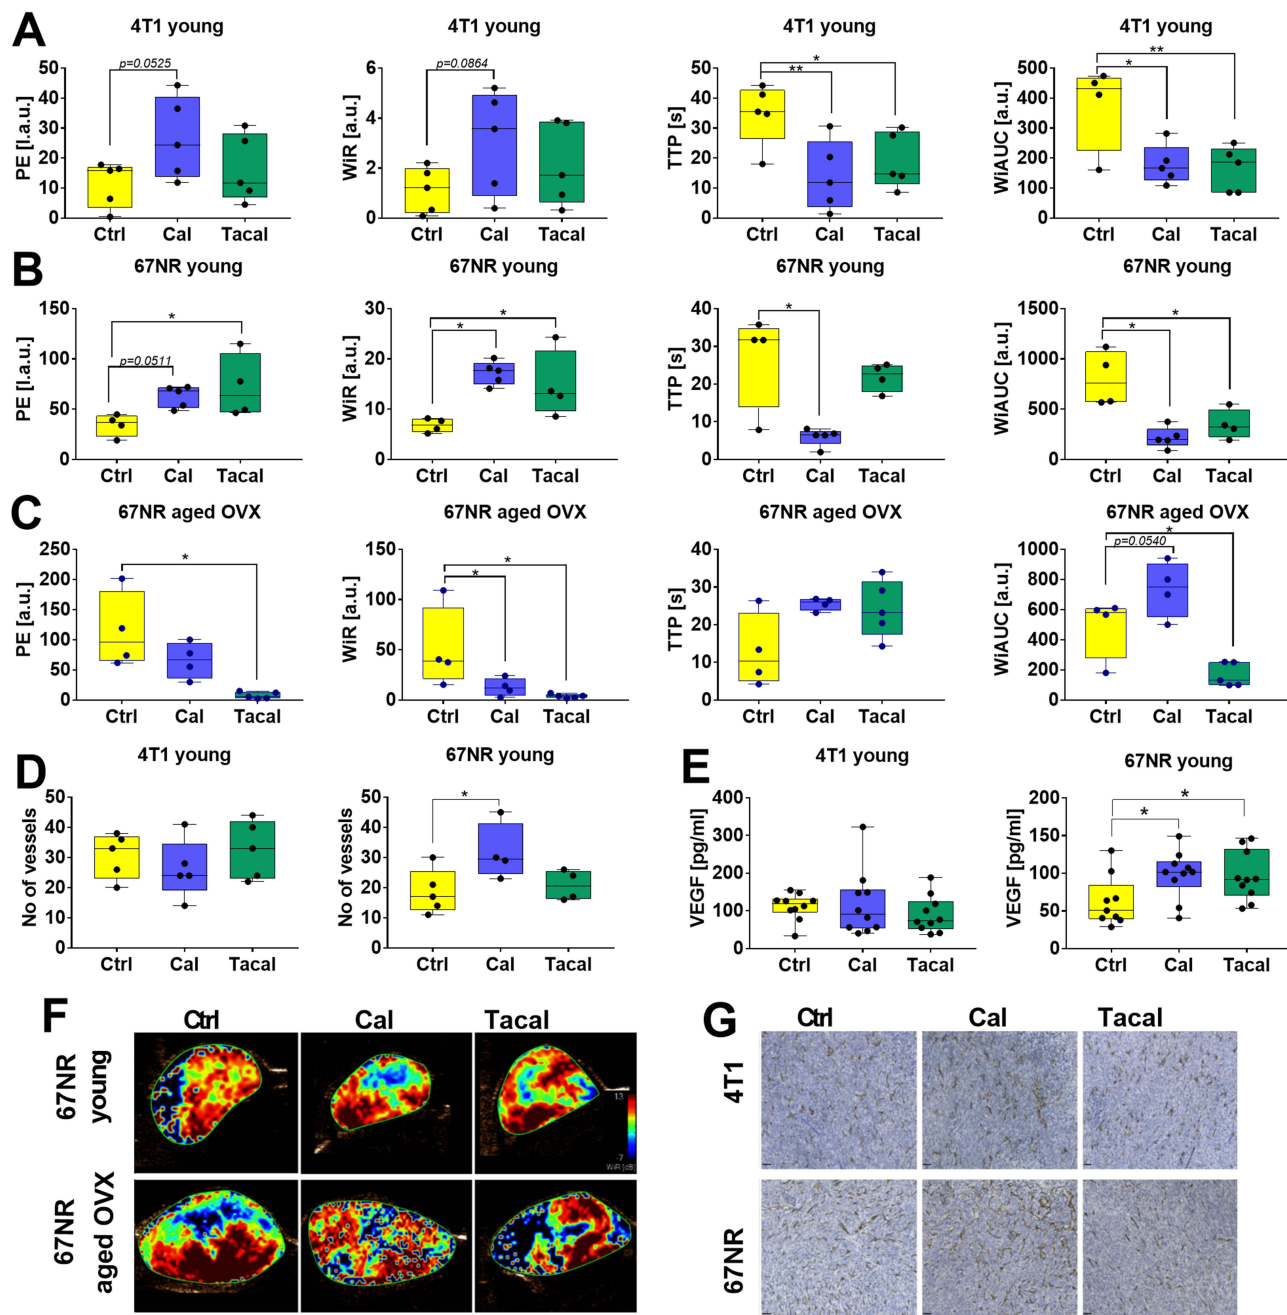 A
4T1 young
4T1 young
4T1 young
4T1 young
PE [l.a.u.]
50
40
30
20
10
0
p=0.0525
Ctrl Cal Tacal
WiR [a.u.]
6
4
2
0
p=0.0864
Ctrl Cal Tacal
TTP [s]
50
40
30
20
10
0
*
**
Ctrl Cal Tacal
WiAUC [a.u.]
500
400
300
200
100
0
**
*
Ctrl Cal Tacal
B
67NR young
67NR young
67NR young
67NR young
PE [l.a.u.]
150
100
50
0
*
p=0.0511
Ctrl Cal Tacal
WiR [a.u.]
30
20
10
0
*
*
Ctrl Cal Tacal
TTP [s]
40
30
20
10
0
*
Ctrl Cal Tacal
WiAUC [a.u.]
1500
1000
500
0
*
*
Ctrl Cal Tacal
C
67NR aged OVX
67NR aged OVX
67NR aged OVX
67NR aged OVX
PE [a.u.]
250
200
150
100
50
0
*
Ctrl Cal Tacal
WiR [a.u.]
150
100
50
0
*
*
Ctrl Cal Tacal
TTP [s]
40
30
20
10
0
Ctrl Cal Tacal
WiAUC [a.u.]
1000
800
600
400
200
0
*
p=0.0540
Ctrl Cal Tacal
D
4T1 young
67NR young
No of vessels
50
40
30
20
10
0
Ctrl Cal Tacal
No of vessels
50
40
30
20
10
0
*
Ctrl Cal Tacal
E
4T1 young
67NR young
VEGF [pg/ml]
400
300
200
100
0
Ctrl Cal Tacal
VEGF [pg/ml]
200
150
100
50
0
*
*
Ctrl Cal Tacal
F
Ctrl Cal Tacal
67NR
young
13
-7
WiR [dB]
67NR
aged OVX
G
Ctrl Cal Tacal
4T1
67NR